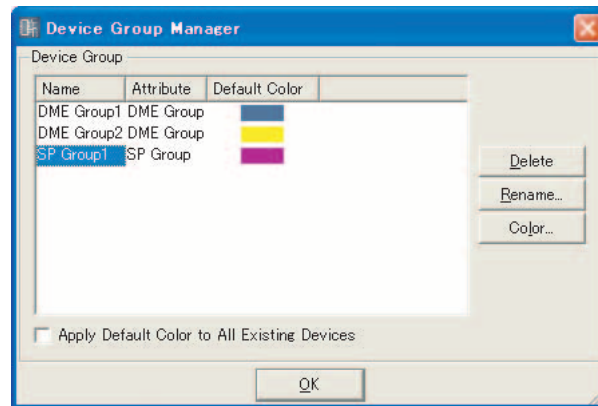 Device Group Manager
Device Group
Name Attribute Default Color
DME Group1 DME Group
DME Group2 DME Group
SP Group1 SP Group
Delete
Rename...
Color...
Apply Default Color to All Existing Devices
OK